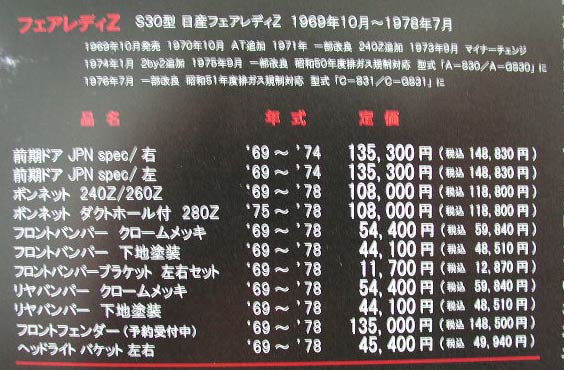 フェアレディZ S30型 日産フェアレディZ 1969年10月～1978年7月
1969年10月発売 1970年10月 AT追加 1971年 一部改良 240Z追加 1973年9月 マイナーチェンジ
1974年1月 2by2追加 1975年9月 一部改良 昭和50年度排ガス規制対応 型式「A－S30／A－GS30」に
1976年7月 一部改良 昭和51年度排ガス規制対応 型式「C－S31／C－GS31」に
品名 年式 定価
前期ドア JPN spec/ 右 '69～'74 135,300円(税込 148,830円)
前期ドア JPN spec/ 左 '69～'74 135,300円(税込 148,830円)
ボンネット 240Z/260Z '69～'78 108,000円(税込 118,800円)
ボンネット ダクトホール付 280Z '75～'78 108,000円(税込 118,800円)
フロントバンパー クロームメッキ '69～'78 54,400円(税込 59,840円)
フロントバンパー 下地塗装 '69～'78 44,100円(税込 48,510円)
フロントバンパーブラケット 左右セット '69～'78 11,700円(税込 12,870円)
リヤバンパー クロームメッキ '69～'78 54,400円(税込 59,840円)
リヤバンパー 下地塗装 '69～'78 44,100円(税込 48,510円)
フロントフェンダー(予約受付中) '69～'78 135,000円(税込 148,500円)
ヘッドライト バケット 左右 '69～'78 45,400円(税込 49,940円)